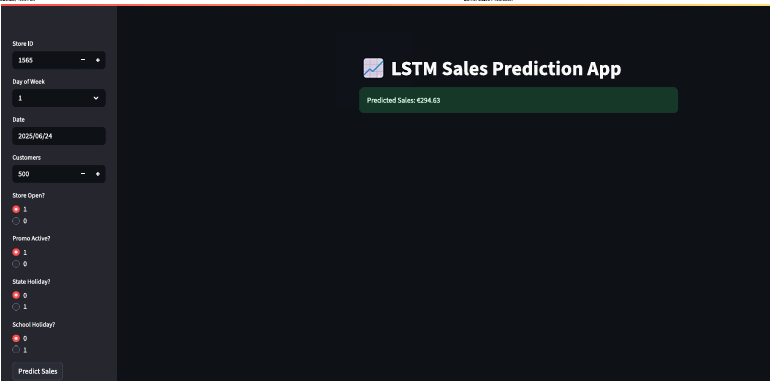 Store ID
1565
Day of Week
1
Date
2025/06/24
Customers
500
Store Open?
1
0
Promo Active?
1
0
State Holiday?
0
1
School Holiday?
0
1
Predict Sales
LSTM Sales Prediction App
Predicted Sales: €294.63